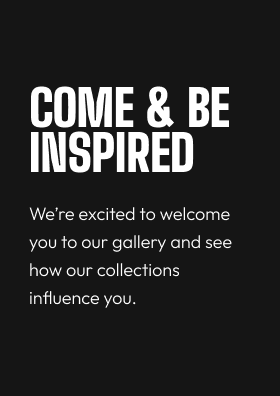 COME & BE
INSPIRED
We’re excited to welcome
you to our gallery and see
how our collections
influence you.